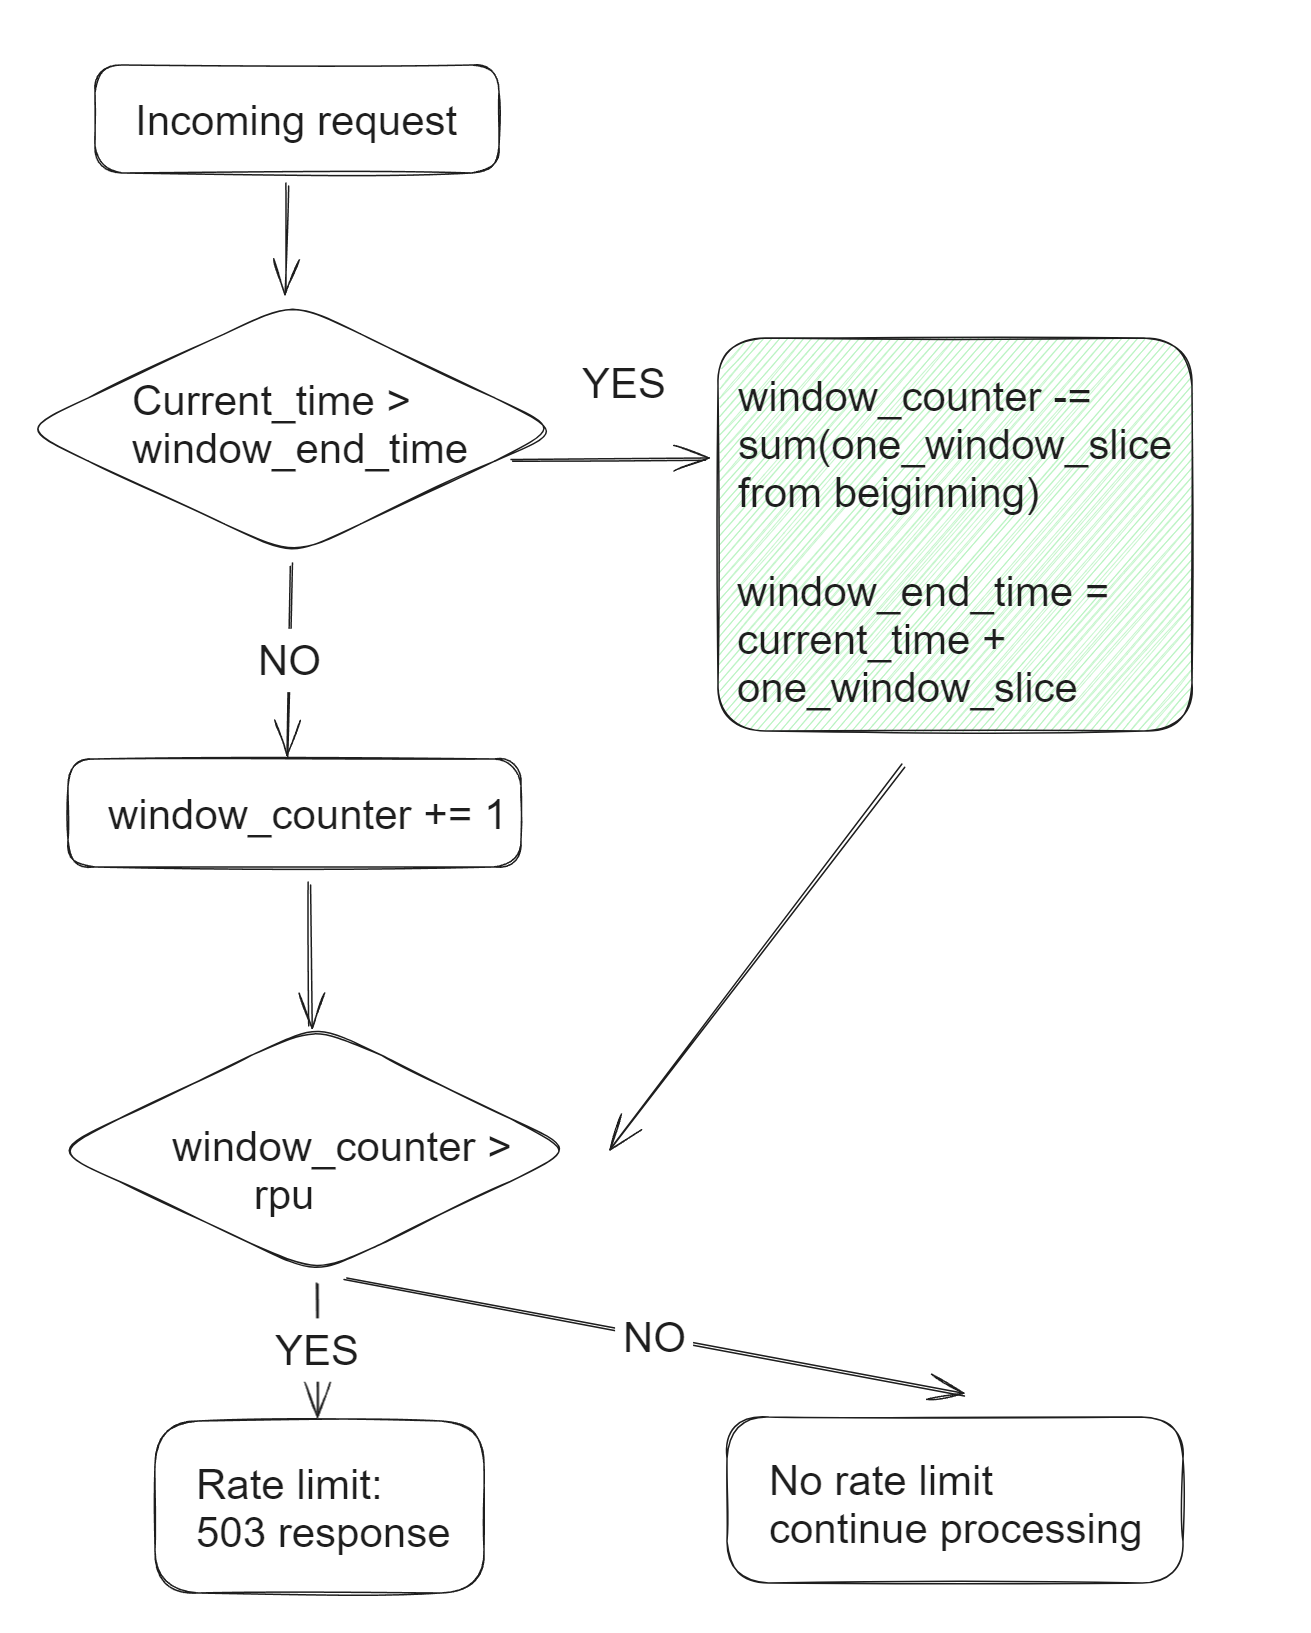 Incoming request
Current_time >
window_end_time
YES
window_counter -=
sum(one_window_slice
from beiginning)
window_end_time =
current_time +
one_window_slice
NO
window_counter += 1
window_counter >
rpu
YES
NO
Rate limit:
503 response
No rate limit
continue processing